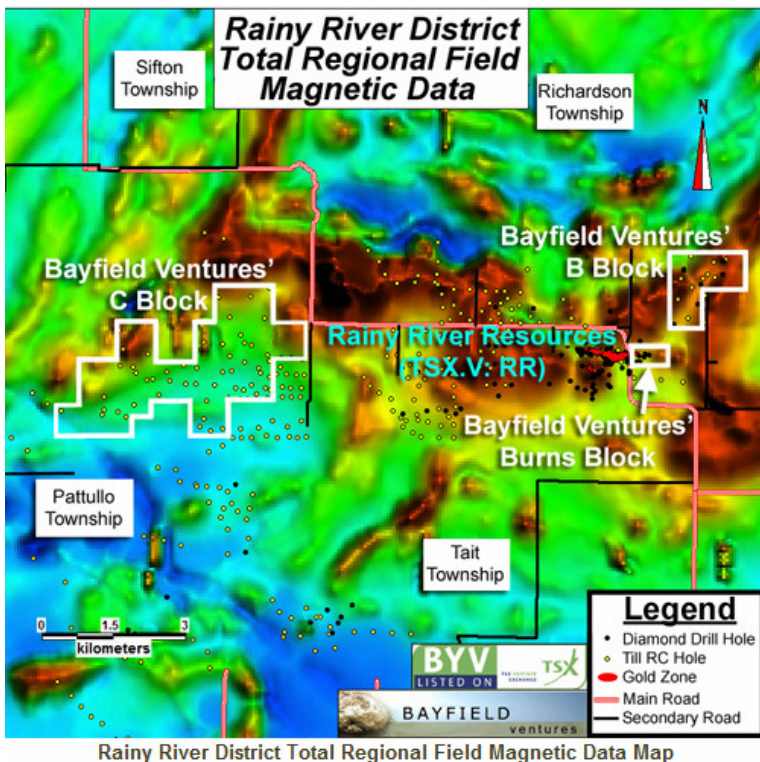 Rainy River District
Total Regional Field
Magnetic Data
Sifton
Township
Richardson
Township
N
Bayfield Ventures'
B Block
Bayfield Ventures'
C Block
Rainy River Resources
(TSX.V: RR)
Bayfield Ventures'
Burns Block
Pattullo
Township
Tait
Township
0 1.5 3
kilometers
Legend
Diamond Drill Hole
Till RC Hole
Gold Zone
Main Road
Secondary Road
BYV
LISTED ON
TSX VENTURE
EXCHANGE
TSX
BAYFIELD
ventures
Rainy River District Total Regional Field Magnetic Data Map